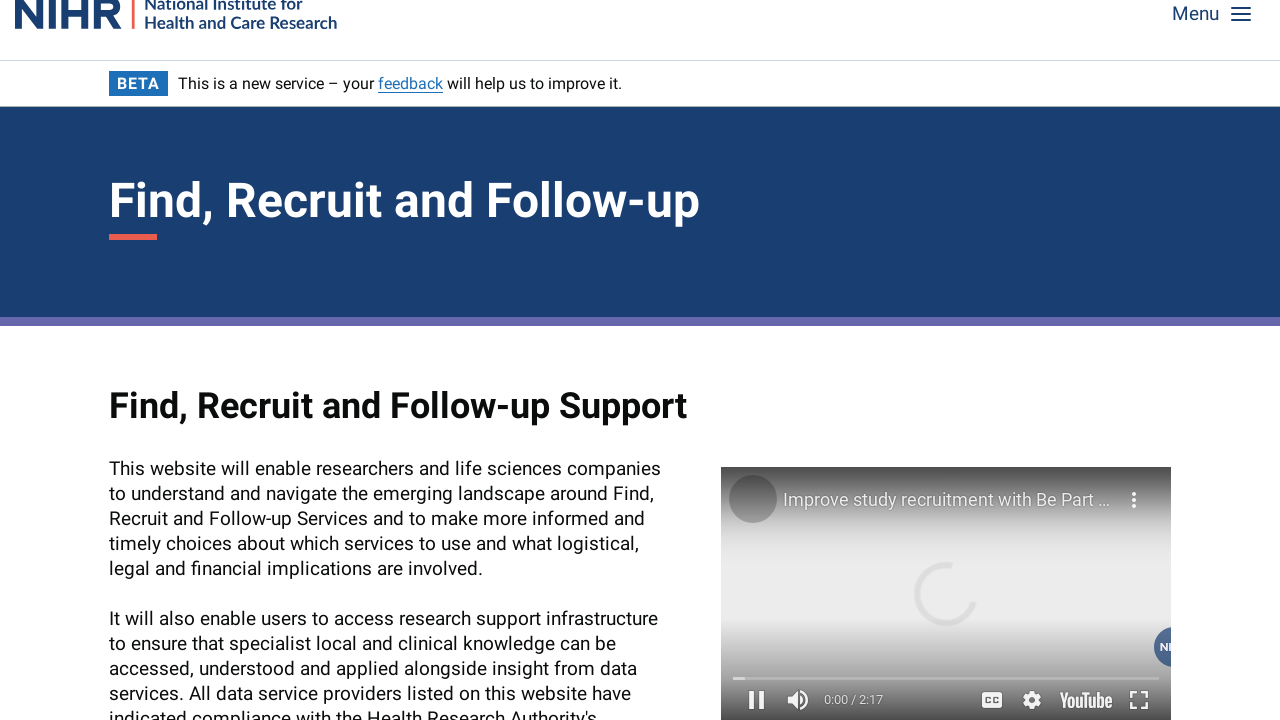 NIHR National Institute for
Health and Care Research
Menu
BETA This is a new service – your feedback will help us to improve it.
Find, Recruit and Follow-up
Find, Recruit and Follow-up Support
This website will enable researchers and life sciences companies
to understand and navigate the emerging landscape around Find,
Recruit and Follow-up Services and to make more informed and
timely choices about which services to use and what logistical,
legal and financial implications are involved.
It will also enable users to access research support infrastructure
to ensure that specialist local and clinical knowledge can be
accessed, understood and applied alongside insight from data
services. All data service providers listed on this website have
indicated compliance with the Health Research Authority's
Improve study recruitment with Be Part ...
0:00 / 2:17
CC
YouTube